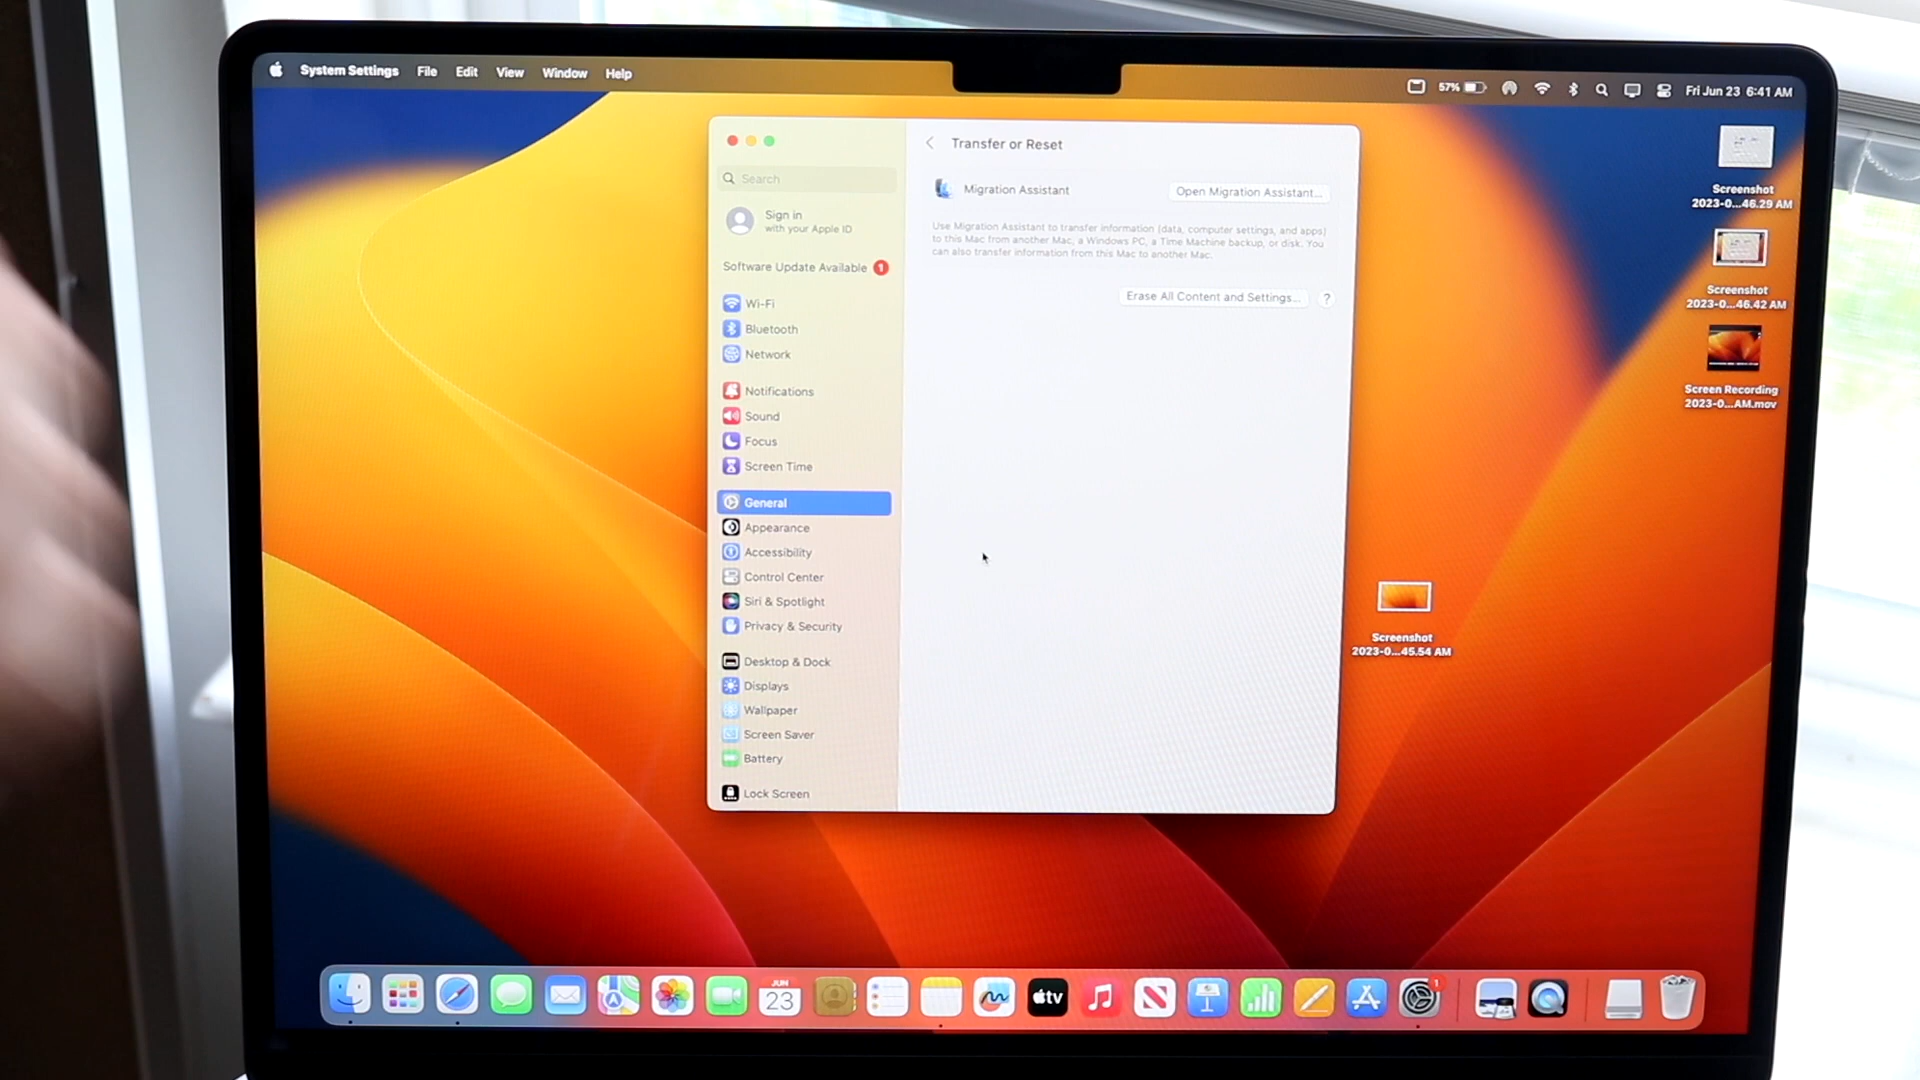 System Settings File Edit View Window Help
57% Fri Jun 23 6:41 AM
Search
Sign in
with your Apple ID
Software Update Available 1
Wi-Fi
Bluetooth
Network
Notifications
Sound
Focus
Screen Time
General
Appearance
Accessibility
Control Center
Siri & Spotlight
Privacy & Security
Desktop & Dock
Displays
Wallpaper
Screen Saver
Battery
Lock Screen
Transfer or Reset
Migration Assistant Open Migration Assistant...
Use Migration Assistant to transfer information (data, computer settings, and apps)
to this Mac from another Mac, a Windows PC, a Time Machine backup, or disk. You
can also transfer information from this Mac to another Mac.
Erase All Content and Settings... ?
Screenshot
2023-0...46.29 AM
Screenshot
2023-0...46.42 AM
Screen Recording
2023-0...AM.mov
Screenshot
2023-0...45.54 AM
JUN
23
tv
1